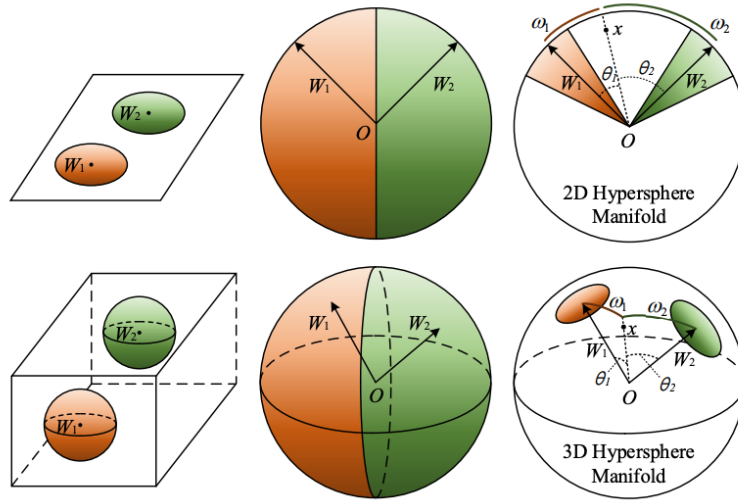 W₂
W₁
W₁
W₂
O
ω₁
ω₂
x
θ₁
θ₂
W₁
W₂
O
2D Hypersphere
Manifold
W₂
W₁
W₁
W₂
O
ω₁
ω₂
x
W₁
W₂
θ₁
θ₂
O
3D Hypersphere
Manifold